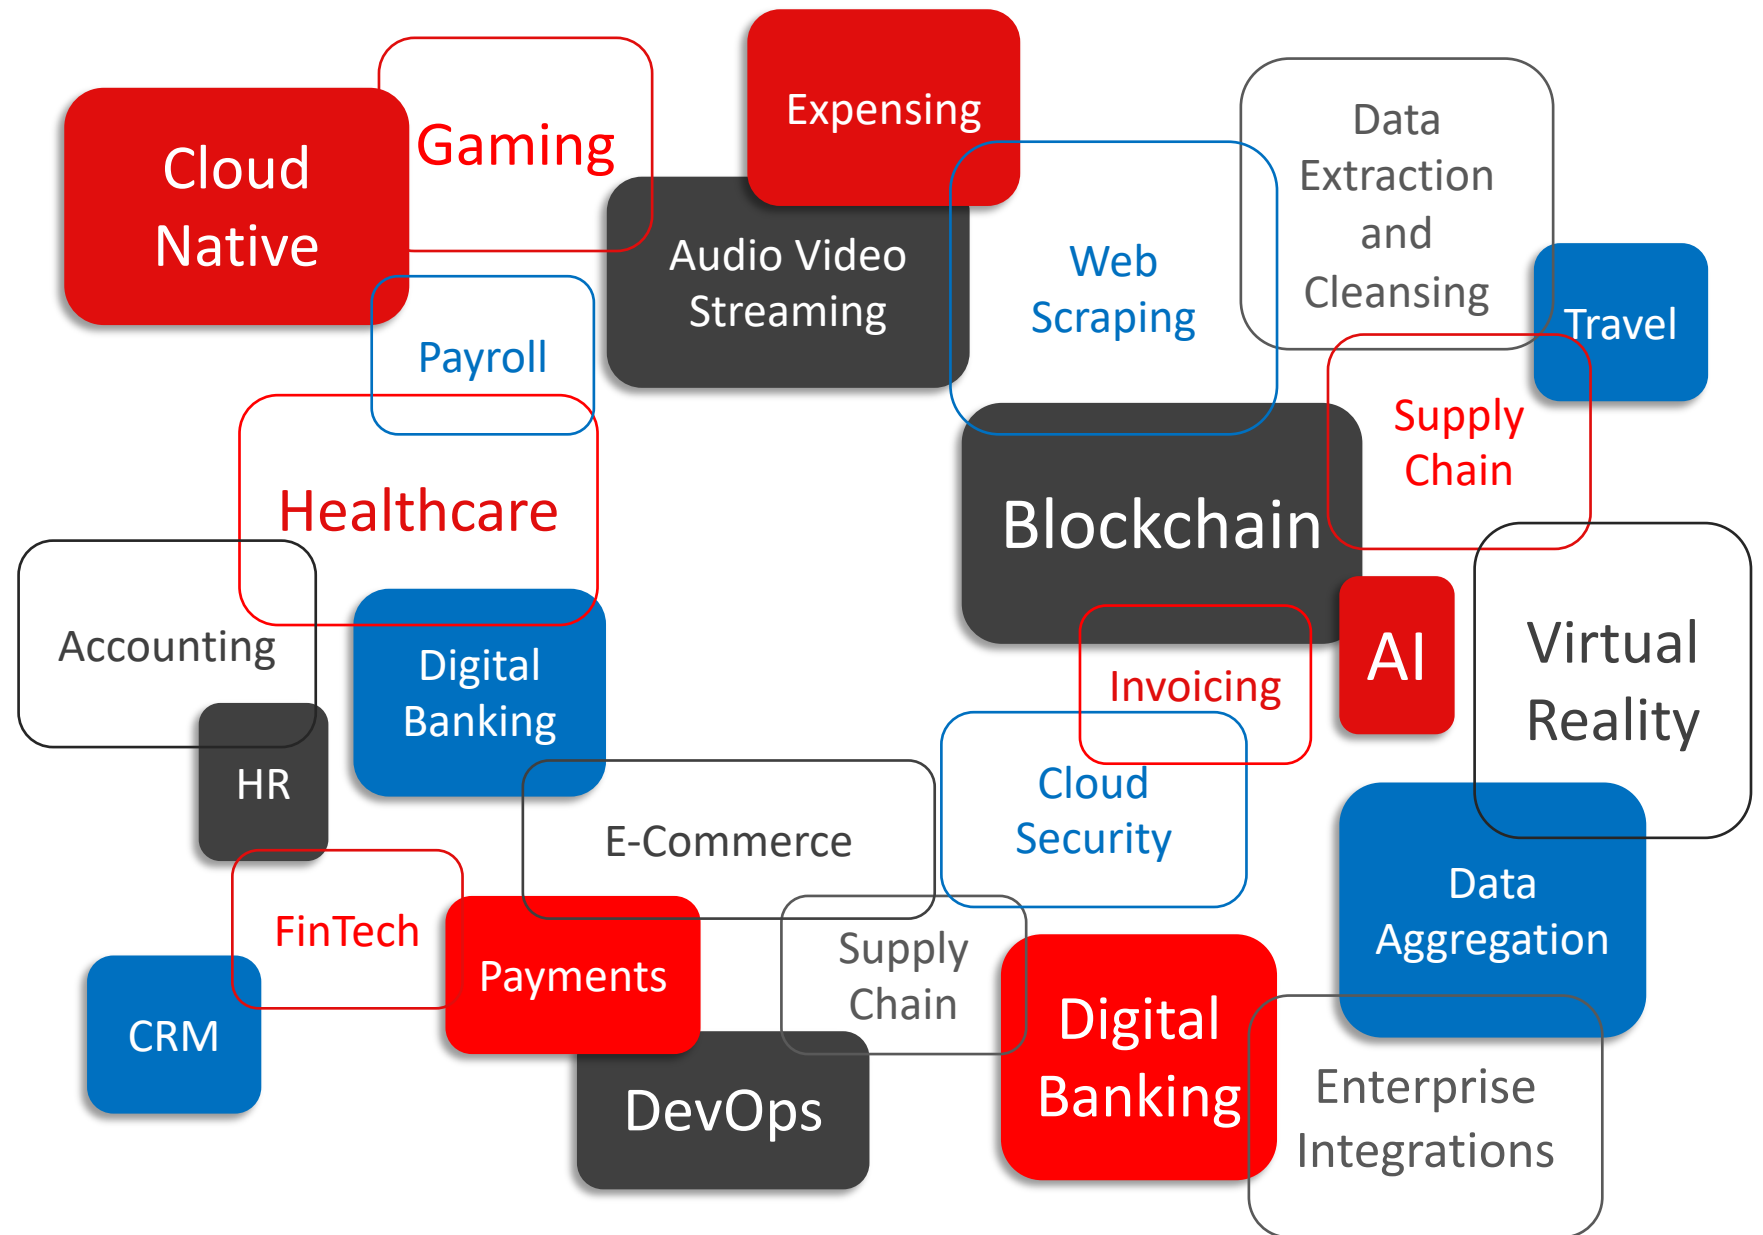 Expensing
Gaming
Cloud
Native
Data
Extraction
and
Cleansing
Audio Video
Streaming
Web
Scraping
Travel
Payroll
Supply
Chain
Healthcare
Blockchain
Accounting
Digital
Banking
Invoicing
AI
Virtual
Reality
HR
E-Commerce
Cloud
Security
Data
Aggregation
FinTech
Payments
Supply
Chain
CRM
DevOps
Digital
Banking
Enterprise
Integrations